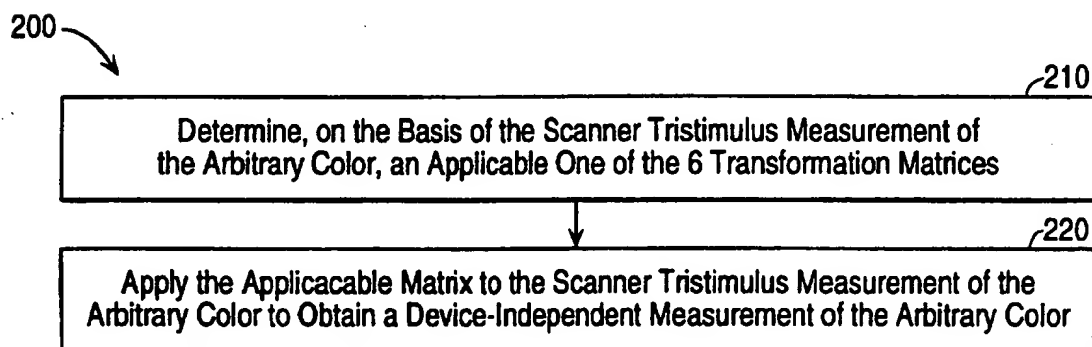 200
210
Determine, on the Basis of the Scanner Tristimulus Measurement of
the Arbitrary Color, an Applicable One of the 6 Transformation Matrices
220
Apply the Applicacable Matrix to the Scanner Tristimulus Measurement of the
Arbitrary Color to Obtain a Device-Independent Measurement of the Arbitrary Color